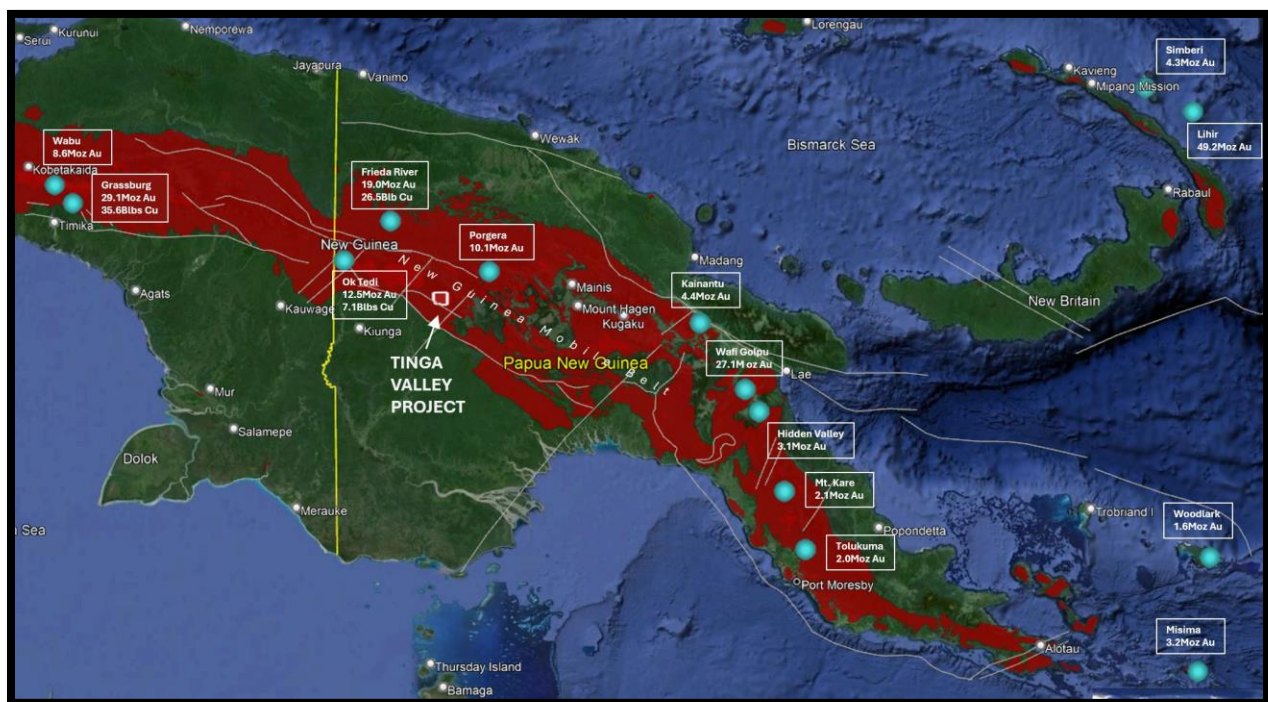 Kurunui
Nemporewa
Serui
Lorengau
Jayapura
Vanimo
Simberi
4.3Moz Au
Kavieng
Mipang Mission
Lihir
49.2Moz Au
Wewak
Bismarck Sea
Wabu
8.6Moz Au
Kobetakaida
Grassburg
29.1Moz Au
35.6Blbs Cu
Timika
Frieda River
19.0Moz Au
26.5Blb Cu
Rabaul
New Guinea
Porgera
10.1Moz Au
Madang
Agats
Ok Tedi
12.5Moz Au
7.1Blbs Cu
New Guinea Mobile Belt
Mainis
Mount Hagen
Kugaku
Kainantu
4.4Moz Au
New Britain
Kauwage
Kiunga
TINGA
VALLEY
PROJECT
Papua New Guinea
Wafi Golpu
27.1Moz Au
Lae
Mur
Salamepe
Dolok
Hidden Valley
3.1Moz Au
Mt. Kare
2.1Moz Au
Merauke
Trobriand I
Woodlark
1.6Moz Au
Popondetta
Sea
Tolukuma
2.0Moz Au
Port Moresby
Misima
3.2Moz Au
Alotau
Thursday Island
Bamaga